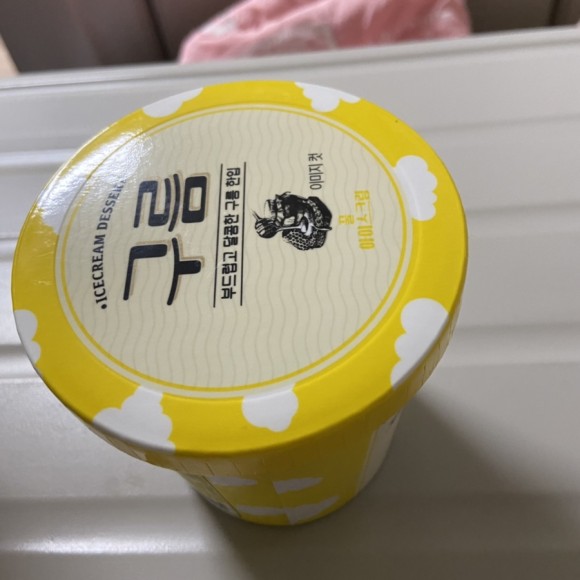 •ICECREAM DESSERT•
구름
부드럽고 달콤한 구름 한입
이미지 컷
아이스크림